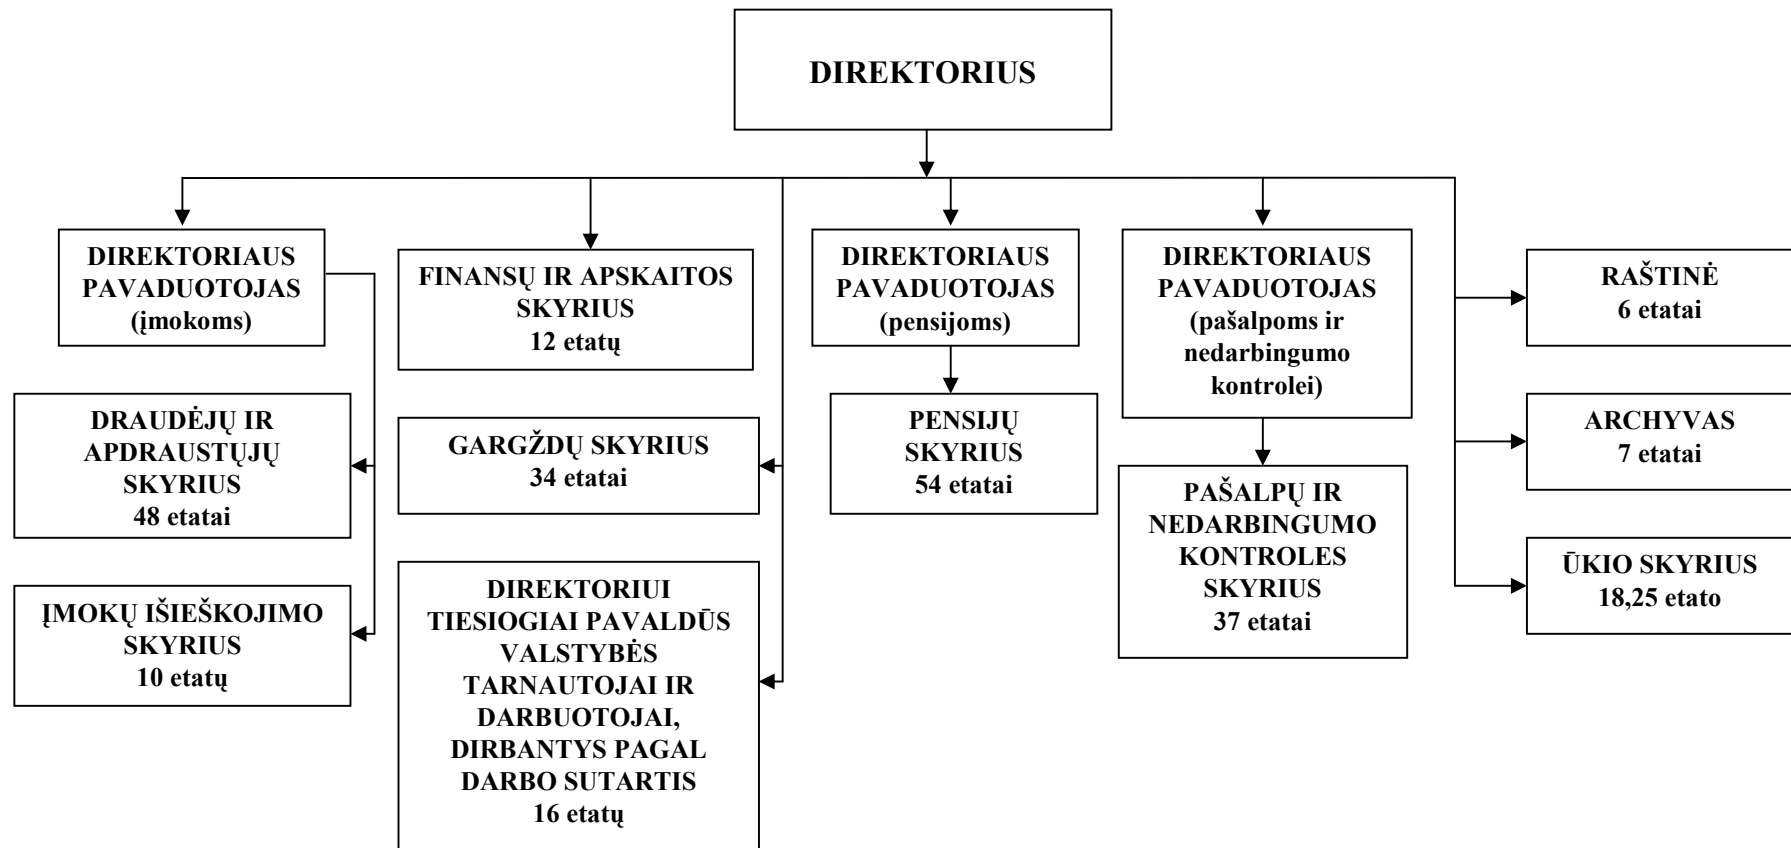 DIREKTORIUS
DIREKTORIAUS
PAVADUOTOJAS
(įmokoms)
DRAUDĖJŲ IR
APDRAUSTŲJŲ
SKYRIUS
48 etatai
ĮMOKŲ IŠIEŠKOJIMO
SKYRIUS
10 etatų
FINANSŲ IR APSKAITOS
SKYRIUS
12 etatų
GARGŽDŲ SKYRIUS
34 etatai
DIREKTORIUI
TIESIOGIAI PAVALDŪS
VALSTYBĖS
TARNAUTOJAI IR
DARBUOTOJAI,
DIRBANTYS PAGAL
DARBO SUTARTIS
16 etatų
DIREKTORIAUS
PAVADUOTOJAS
(pensijoms)
PENSIJŲ
SKYRIUS
54 etatai
DIREKTORIAUS
PAVADUOTOJAS
(pašalpoms ir
nedarbingumo
kontrolei)
PAŠALPŲ IR
NEDARBINGUMO
KONTROLES
SKYRIUS
37 etatai
RAŠTINĖ
6 etatai
ARCHYVAS
7 etatai
ŪKIO SKYRIUS
18,25 etato